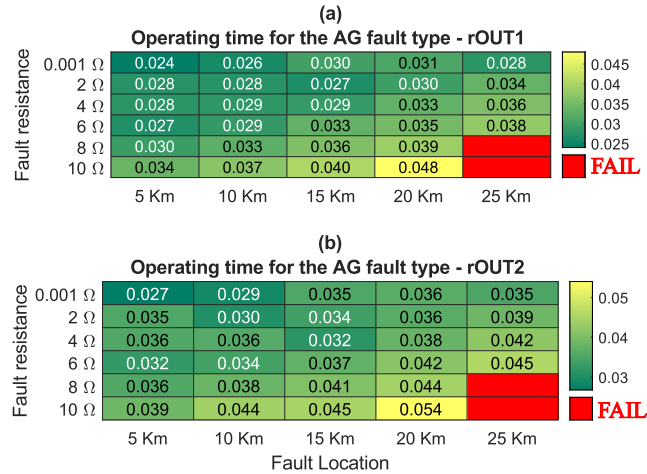 (a)
Operating time for the AG fault type - rOUT1
Fault resistance
0.001 Ω 0.024 0.026 0.030 0.031 0.028
2 Ω 0.028 0.028 0.027 0.030 0.034
4 Ω 0.028 0.029 0.029 0.033 0.036
6 Ω 0.027 0.029 0.033 0.035 0.038
8 Ω 0.030 0.033 0.036 0.039
10 Ω 0.034 0.037 0.040 0.048
5 Km 10 Km 15 Km 20 Km 25 Km
0.045
0.04
0.035
0.03
0.025
FAIL
(b)
Operating time for the AG fault type - rOUT2
Fault resistance
0.001 Ω 0.027 0.029 0.035 0.036 0.035
2 Ω 0.035 0.030 0.034 0.036 0.039
4 Ω 0.036 0.036 0.032 0.038 0.042
6 Ω 0.032 0.034 0.037 0.042 0.045
8 Ω 0.036 0.038 0.041 0.044
10 Ω 0.039 0.044 0.045 0.054
5 Km 10 Km 15 Km 20 Km 25 Km
Fault Location
0.05
0.04
0.03
FAIL